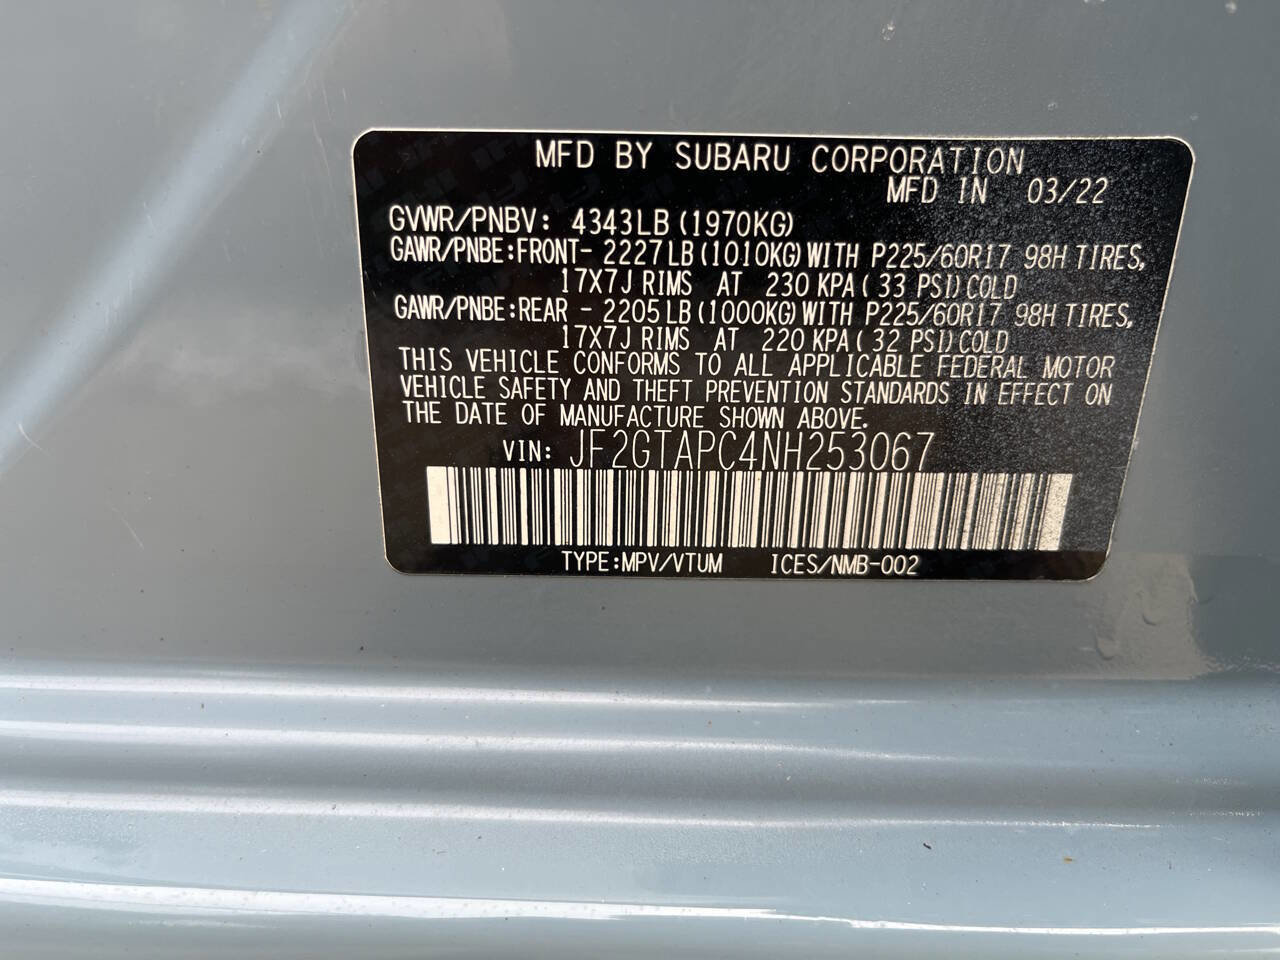 MFD BY SUBARU CORPORATION
MFD IN 03/22
GVWR/PNBV: 4343LB (1970KG)
GAWR/PNBE:FRONT- 2227LB (1010KG) WITH P225/60R17 98H TIRES,
17X7J RIMS AT 230 KPA ( 33 PSI) COLD
GAWR/PNBE:REAR - 2205LB (1000KG) WITH P225/60R17 98H TIRES,
17X7J RIMS AT 220 KPA ( 32 PSI) COLD
THIS VEHICLE CONFORMS TO ALL APPLICABLE FEDERAL MOTOR
VEHICLE SAFETY AND THEFT PREVENTION STANDARDS IN EFFECT ON
THE DATE OF MANUFACTURE SHOWN ABOVE.
VIN: JF2GTAPC4NH253067
TYPE:MPV/VTUM ICES/NMB-002